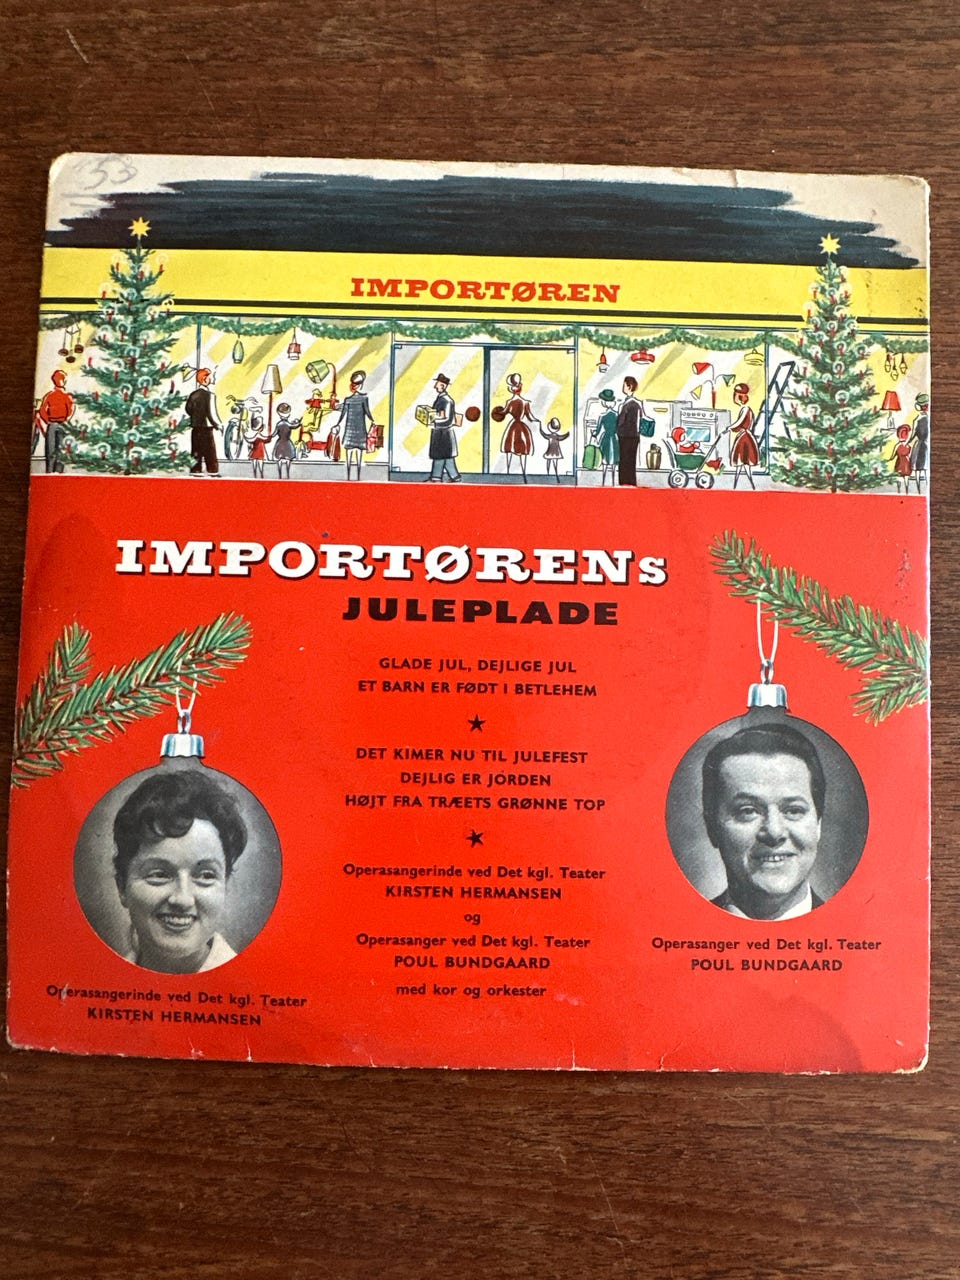 53
IMPORTØREN
IMPORTØRENS
JULEPLADE
GLADE JUL, DEJLIGE JUL
ET BARN ER FØDT I BETLEHEM
DET KIMER NU TIL JULEFEST
DEJLIG ER JORDEN
HØJT FRA TRÆETS GRØNNE TOP
Operasangerinde ved Det kgl. Teater
KIRSTEN HERMANSEN
og
Operasanger ved Det kgl. Teater
POUL BUNDGAARD
med kor og orkester
Operasangerinde ved Det kgl. Teater
KIRSTEN HERMANSEN
Operasanger ved Det kgl. Teater
POUL BUNDGAARD